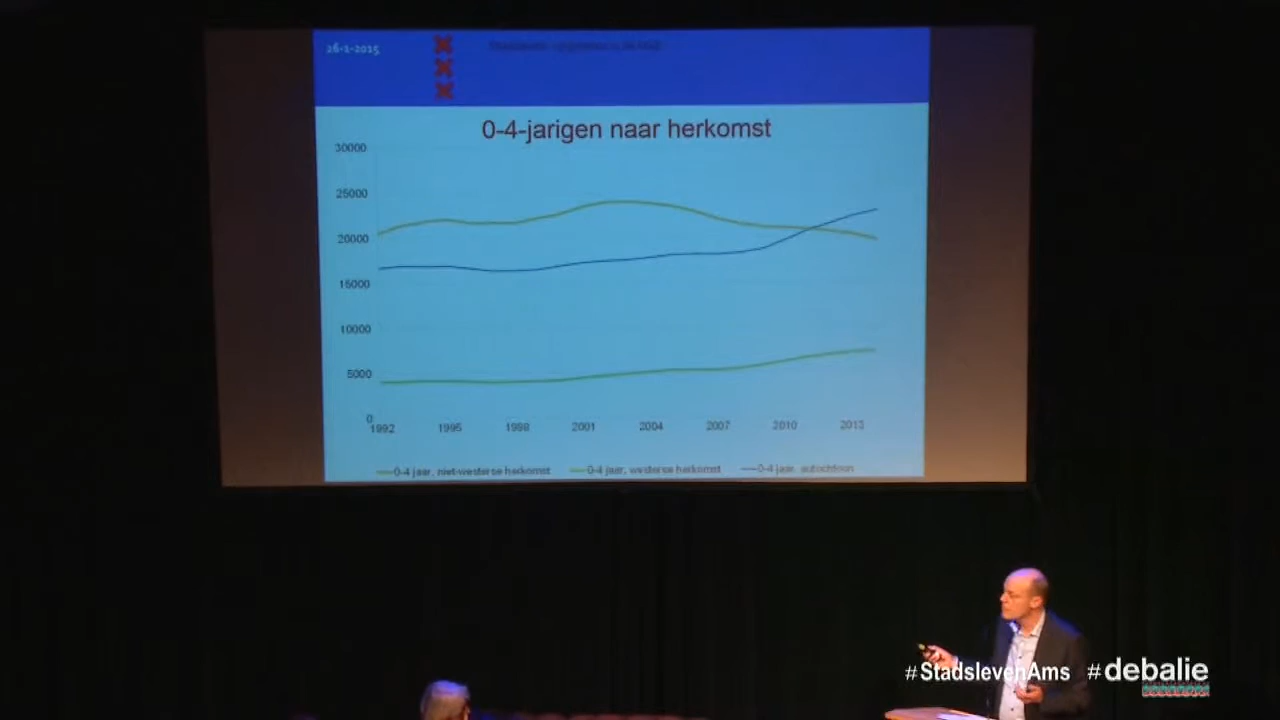 26-1-2015
0-4-jarigen naar herkomst
30000
25000
20000
15000
10000
5000
0
1992 1995 1998 2001 2004 2007 2010 2013
0-4 jaar, niet-westerse herkomst 0-4 jaar, westerse herkomst 0-4 jaar, autochtoon
#StadslevenAms #debalie